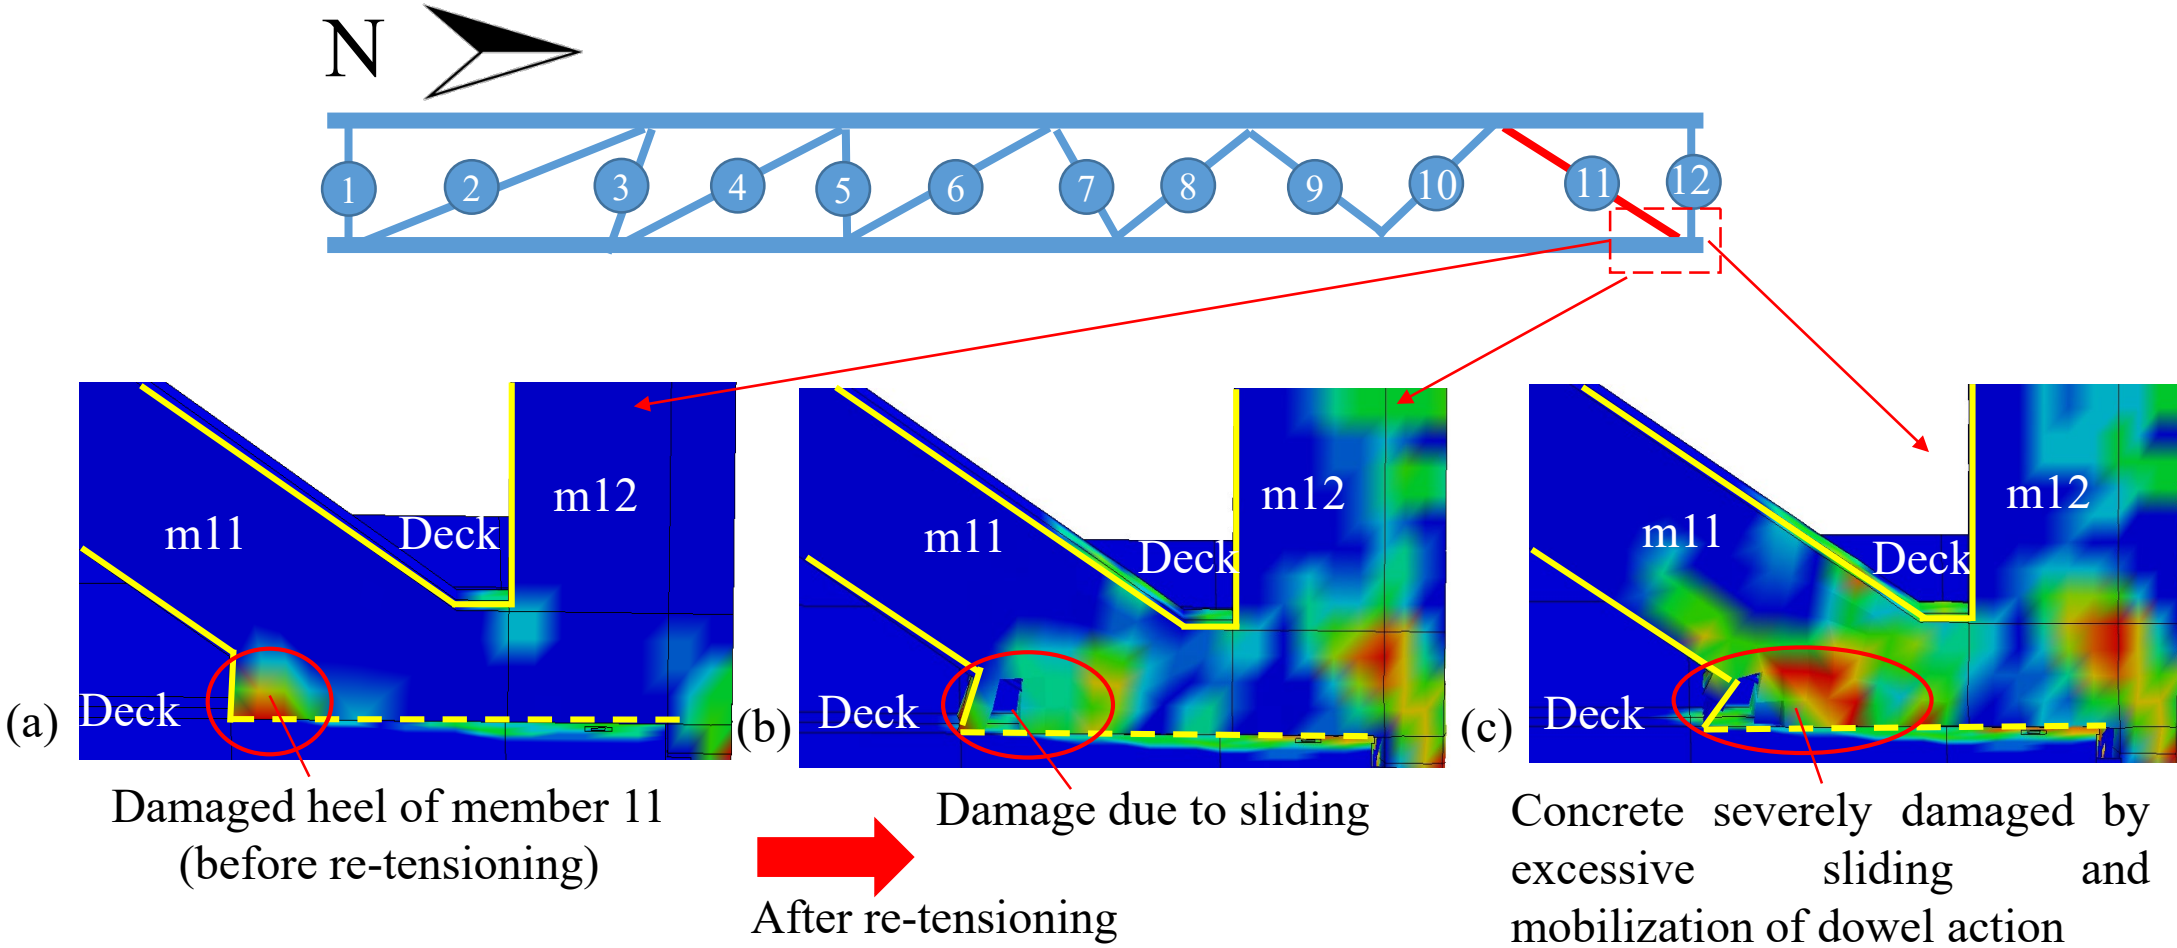 N
1 2 3 4 5 6 7 8 9 10 11 12
m11
Deck
m12
Deck
(a)
m11
Deck
m12
Deck
(b)
m11
Deck
m12
Deck
(c)
Damaged heel of member 11
(before re-tensioning)
After re-tensioning
Damage due to sliding
Concrete severely damaged by
excessive sliding and
mobilization of dowel action